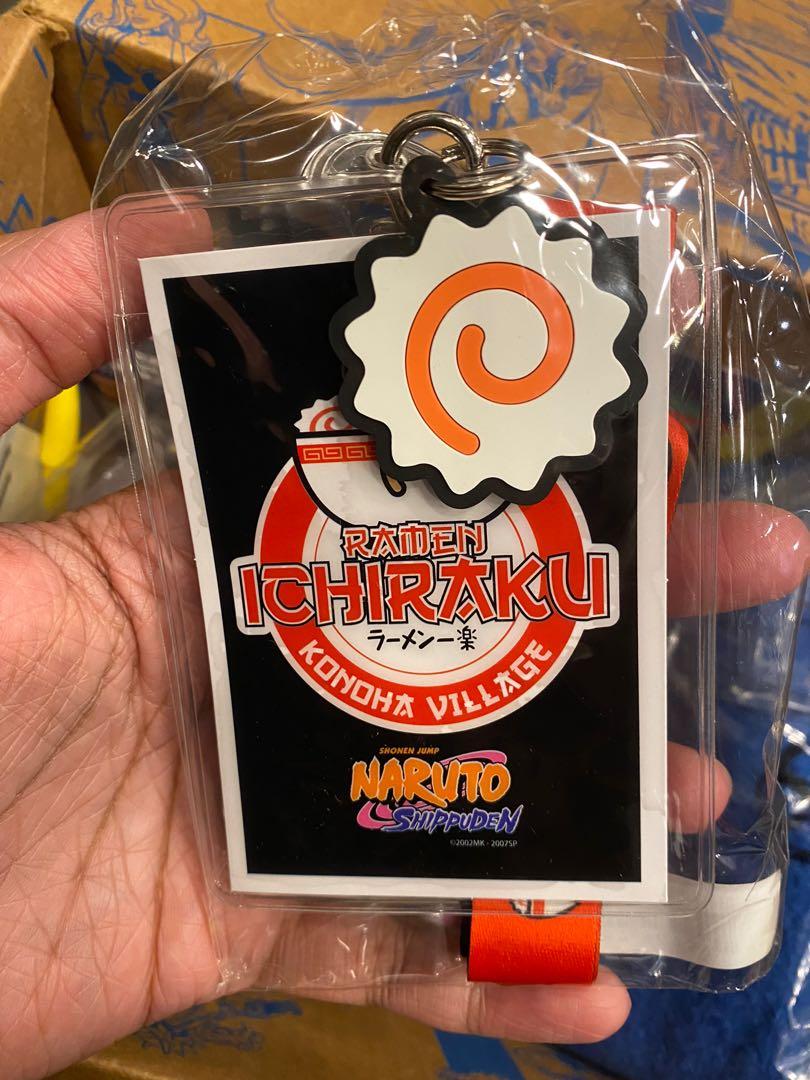 RAMEN
ICHIRAKU
ラーメン一楽
KONOHA VILLAGE
SHONEN JUMP
NARUTO
SHIPPUDEN
©2002MK - 2007SP